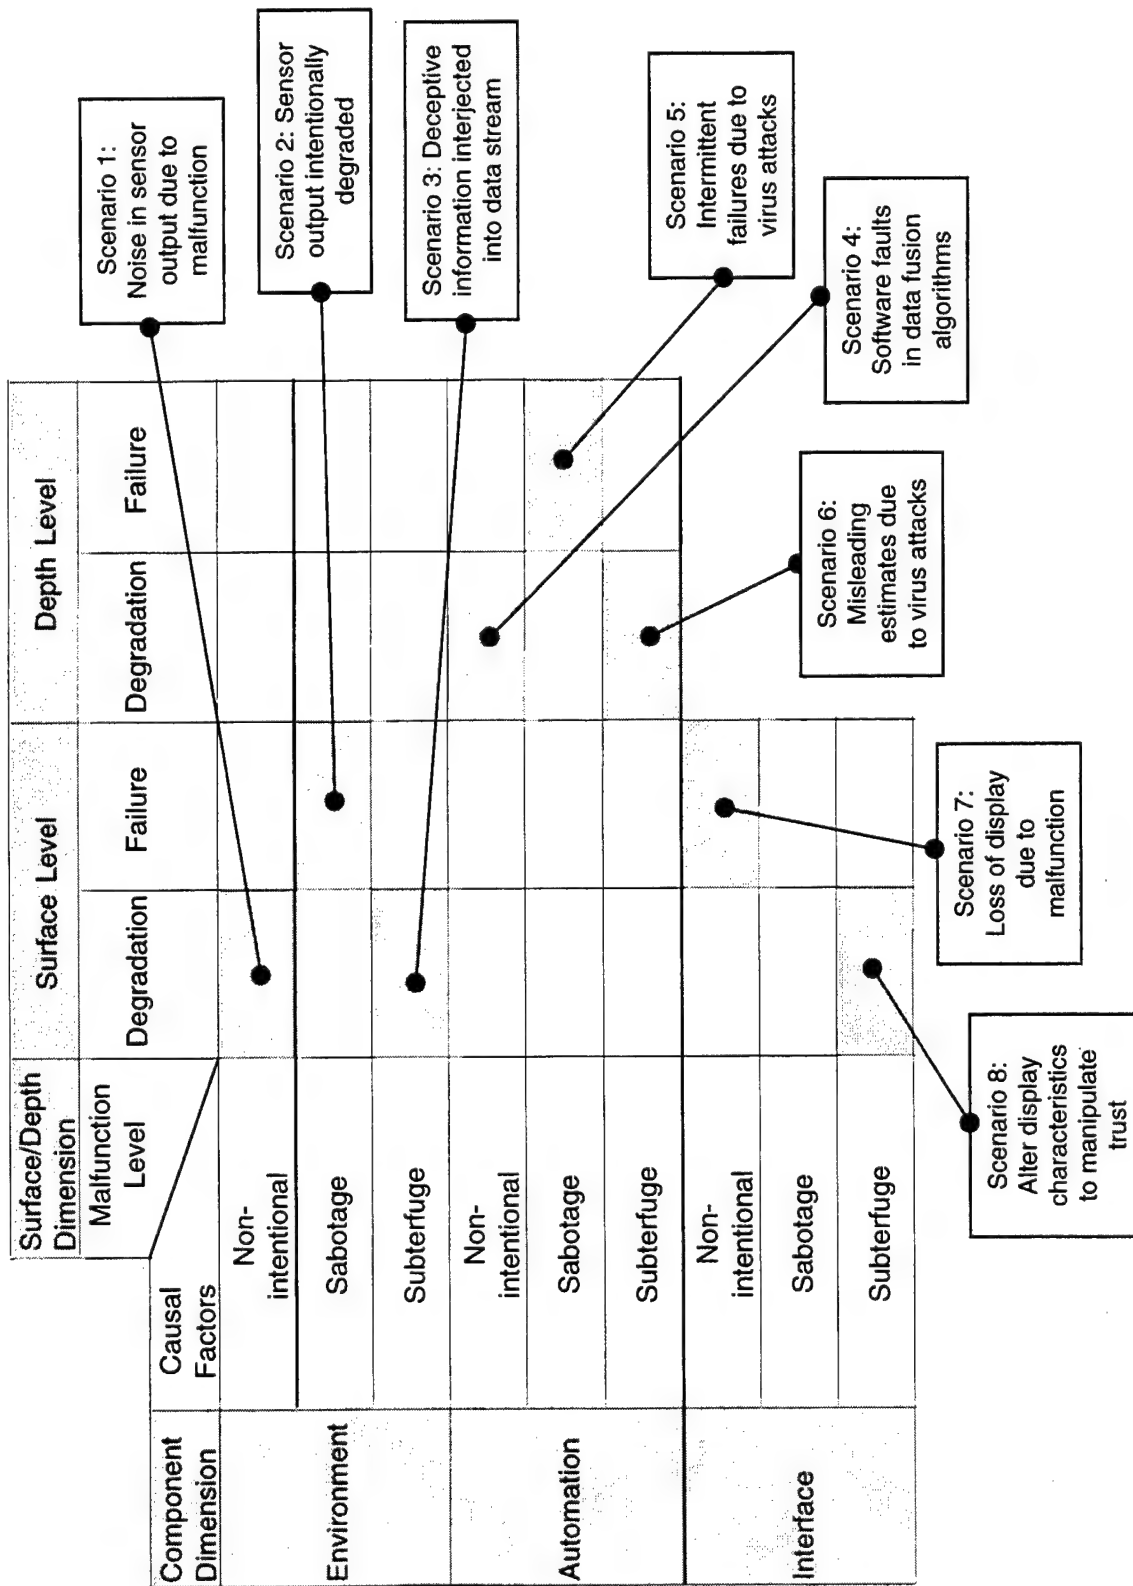 Surface/Depth
Dimension
Surface Level
Depth Level
Malfunction
Level
Degradation
Failure
Degradation
Failure
Component
Dimension
Causal
Factors
Environment
Non-
intentional
Sabotage
Subterfuge
Automation
Non-
intentional
Sabotage
Subterfuge
Interface
Non-
intentional
Sabotage
Subterfuge
Scenario 1:
Noise in sensor
output due to
malfunction
Scenario 2: Sensor
output intentionally
degraded
Scenario 3: Deceptive
information interjected
into data stream
Scenario 5:
Intermittent
failures due to
virus attacks
Scenario 4:
Software faults
in data fusion
algorithms
Scenario 6:
Misleading
estimates due
to virus attacks
Scenario 7:
Loss of display
due to
malfunction
Scenario 8:
Alter display
characteristics
to manipulate
trust